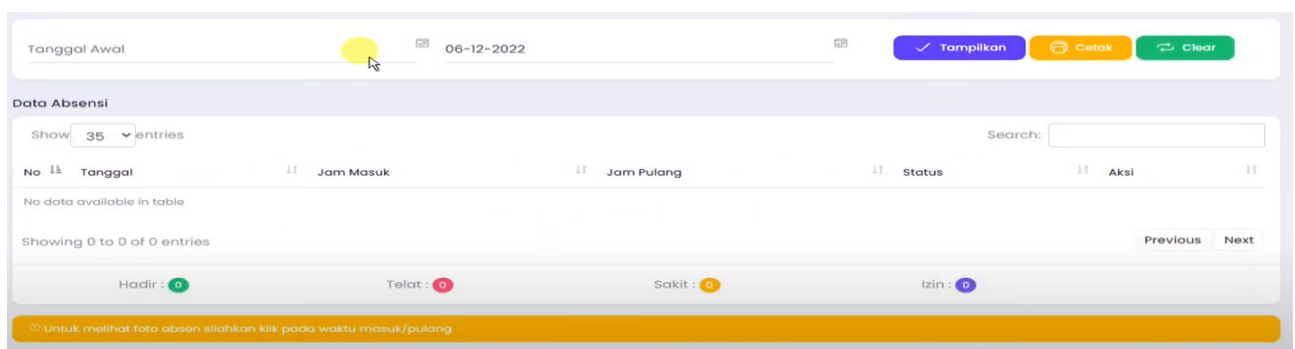 Tanggal Awal 06-12-2022 Tampilkan Cetak Clear
Data Absensi
Show 35 entries Search:
No Tanggal Jam Masuk Jam Pulang Status Aksi
No data available in table
Showing 0 to 0 of 0 entries Previous Next
Hadir : 0 Telat : 0 Sakit : 0 Izin : 0
Untuk melihat foto absen silahkan klik pada waktu masuk/pulang